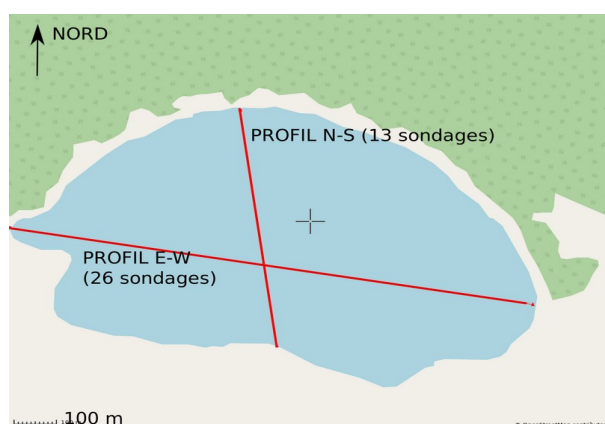 NORD
PROFIL N-S (13 sondages)
PROFIL E-W
(26 sondages)
100 m